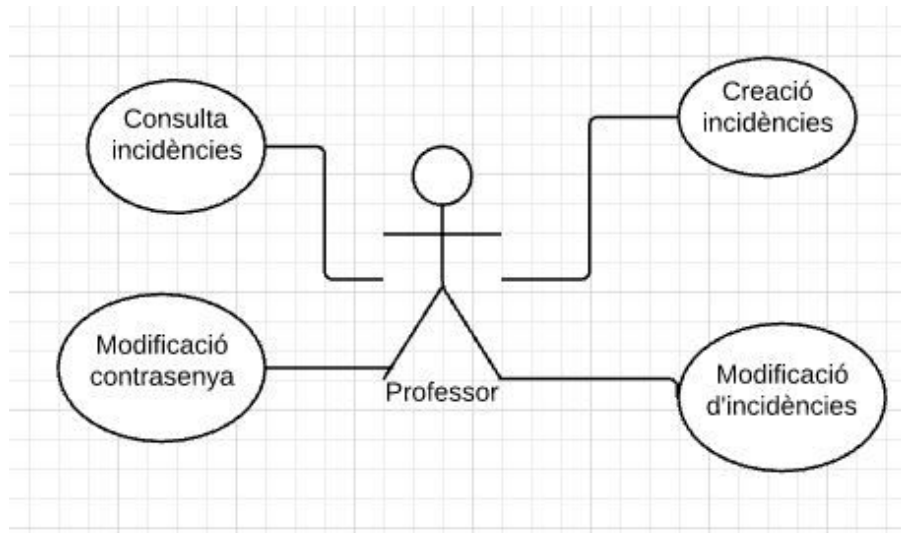 Consulta
incidències
Creació
incidències
Modificació
contrasenya
Professor
Modificació
d'incidències